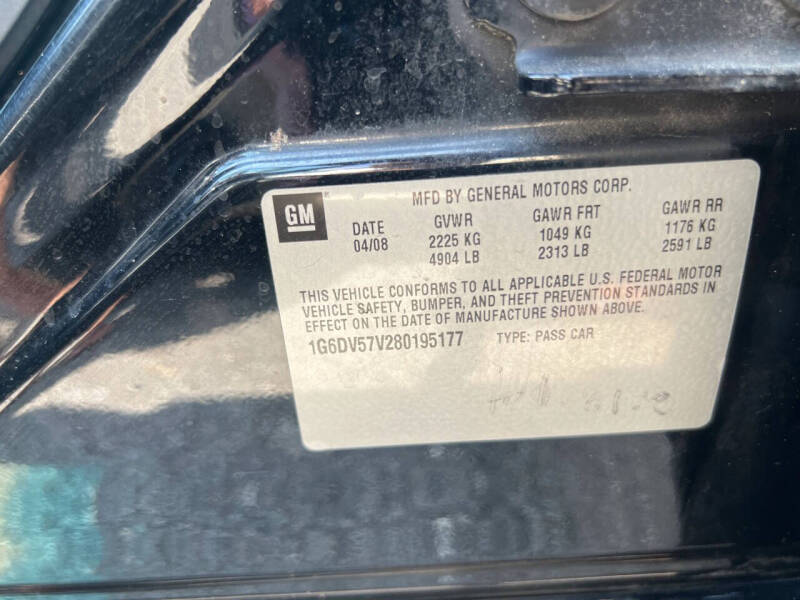 GM
MFD BY GENERAL MOTORS CORP.
DATE GVWR GAWR FRT GAWR RR
04/08 2225 KG 1049 KG 1176 KG
4904 LB 2313 LB 2591 LB
THIS VEHICLE CONFORMS TO ALL APPLICABLE U.S. FEDERAL MOTOR
VEHICLE SAFETY, BUMPER, AND THEFT PREVENTION STANDARDS IN
EFFECT ON THE DATE OF MANUFACTURE SHOWN ABOVE.
1G6DV57V280195177 TYPE: PASS CAR